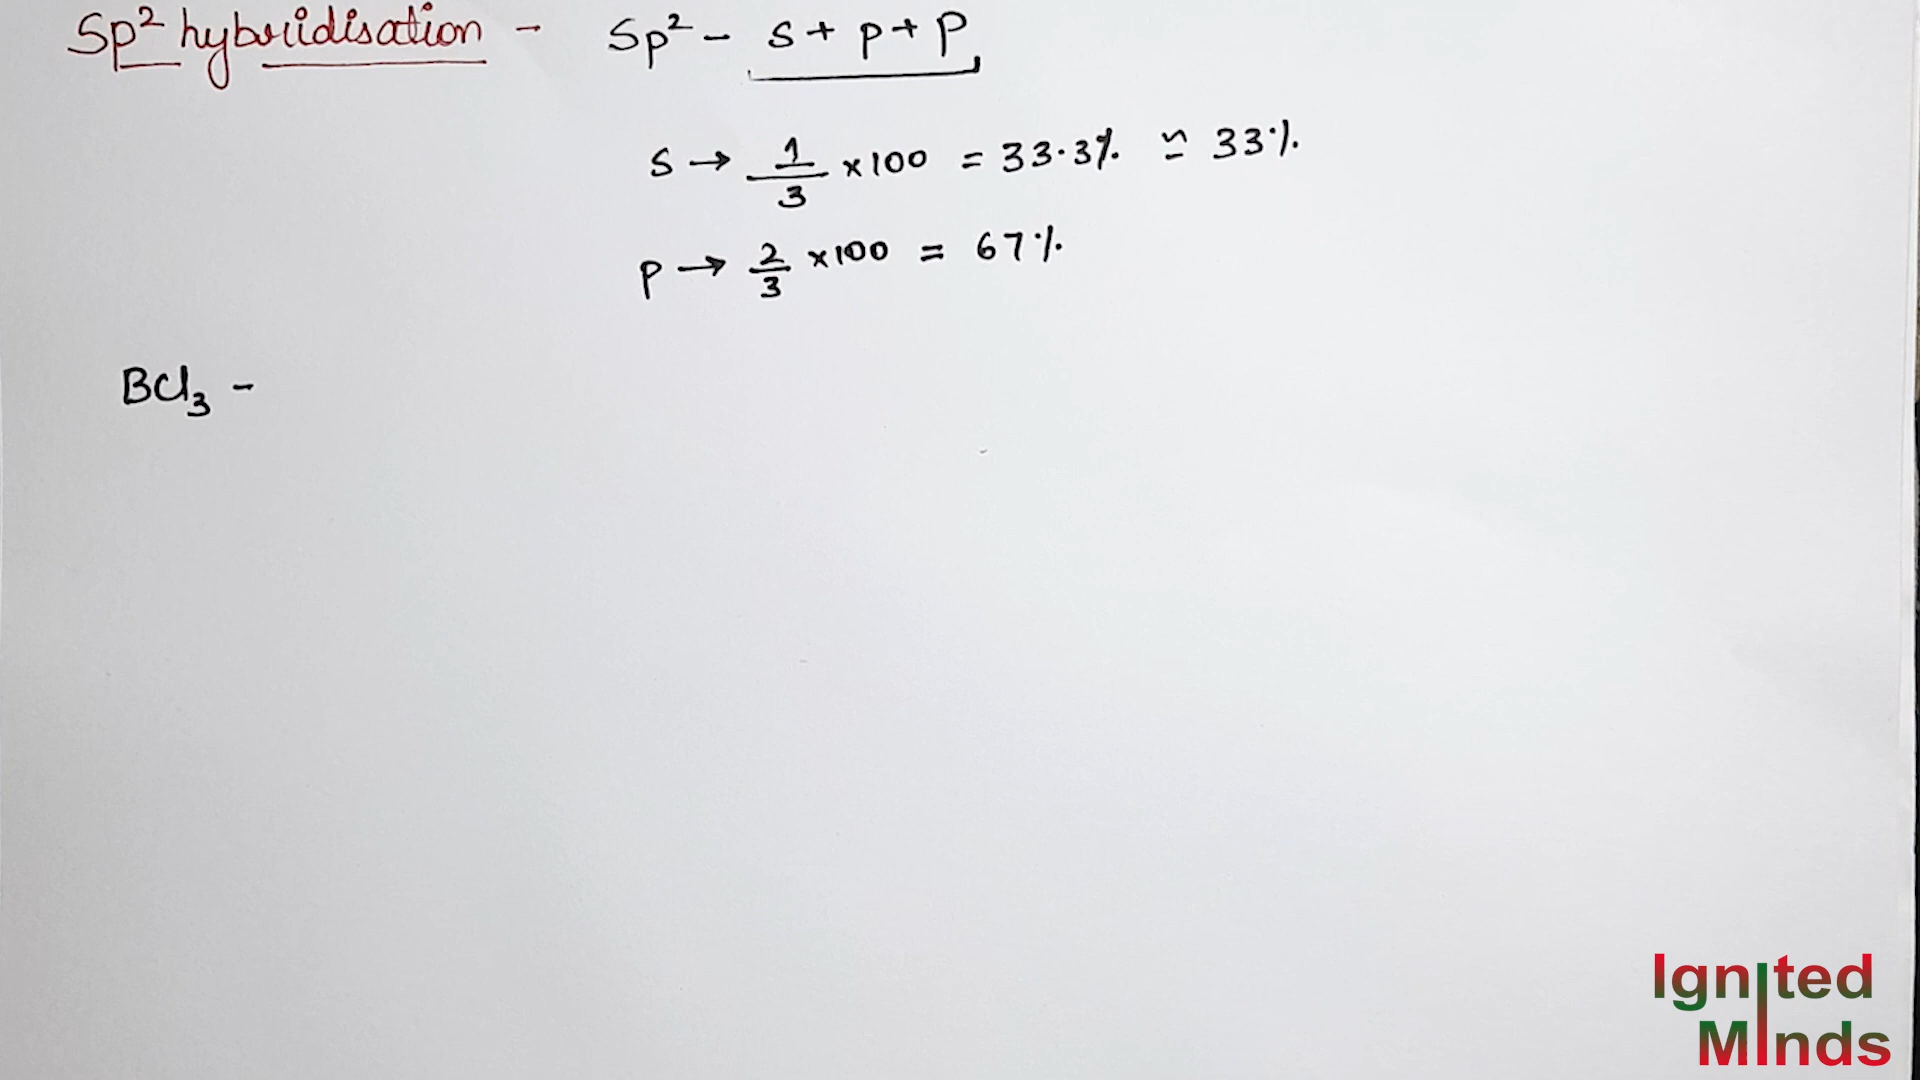 Sp² hybridisation - Sp² - s + p + p
S → 1/3 × 100 = 33.3% ≃ 33%
P → 2/3 × 100 = 67%
BCl₃ -
Ignited
Minds